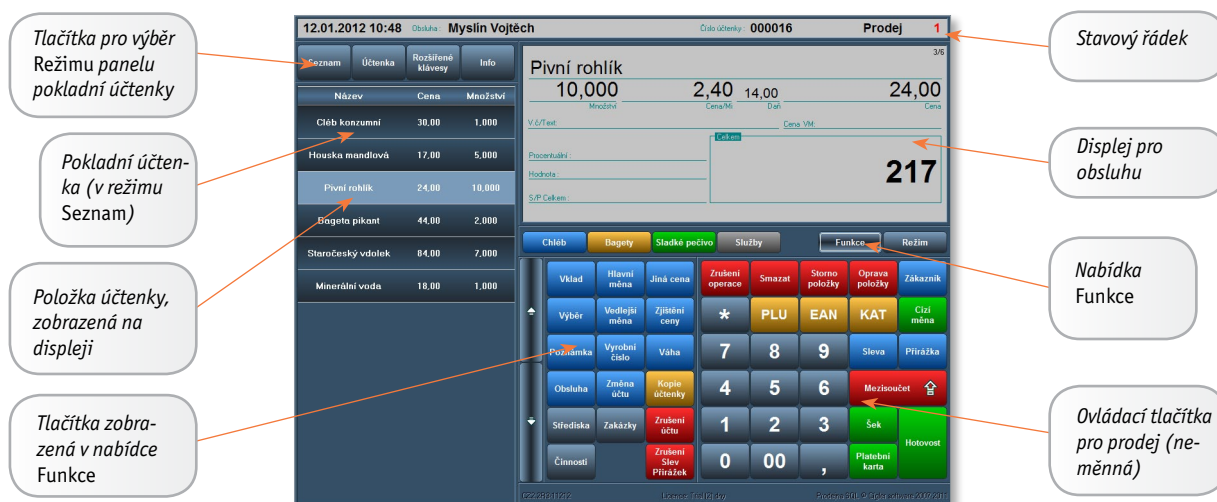 Tlačítka pro výběr
Režimu panelu
pokladní účtenky
Pokladní účten-
ka (v režimu
Seznam)
Položka účtenky,
zobrazená na
displeji
Tlačítka zobra-
zená v nabídce
Funkce
12.01.2012 10:48 Obsluha: Myslín Vojtěch Číslo účtenky: 000016 Prodej 1
Seznam Účtenka Rozšířené klávesy Info
Název Cena Množství
Cléb konzumní 30,00 1,000
Houska mandlová 17,00 5,000
Pivní rohlík 24,00 10,000
Bageta pikant 44,00 2,000
Staročeský vdolek 84,00 7,000
Minerální voda 18,00 1,000
3/6
Pivní rohlík
10,000 2,40 14,00 24,00
Množství Cena/MJ Daň Cena
V.č/Text: Cena VM:
Celkem
Procentuální :
Hodnota :
217
S/P Celkem :
Chléb Bagety Sladké pečivo Služby Funkce Režim
Vklad Hlavní měna Jiná cena
Výběr Vedlejší měna Zjištění ceny
Poznámka Výrobní číslo Váha
Obsluha Změna účtu Kopie účtenky
Střediska Zakázky Zrušení účtu
Činnosti Zrušení Slev Přirážek
Zrušení operace Smazat Storno položky Oprava položky Zákazník
* PLU EAN KAT Cizí měna
7 8 9 Sleva Přirážka
4 5 6 Mezisoučet
1 2 3 Šek Hotovost
0 00 , Platební karta
Stavový řádek
Displej pro
obsluhu
Nabídka
Funkce
Ovládací tlačítka
pro prodej (ne-
měnná)